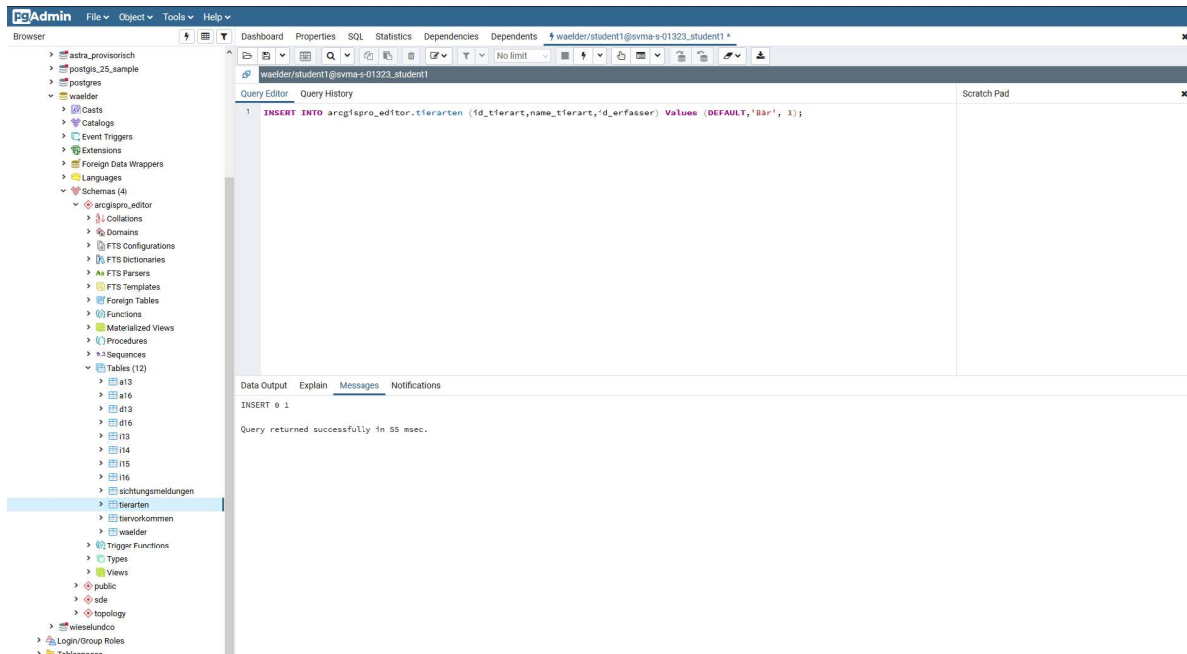 pgAdmin File Object Tools Help
Browser
Dashboard Properties SQL Statistics Dependencies Dependents waelder/student1@svma-s-01323_student1 *
astra_provisorisch
postgis_25_sample
postgres
waelder
Casts
Catalogs
Event Triggers
Extensions
Foreign Data Wrappers
Languages
Schemas (4)
arcgispro_editor
Collations
Domains
FTS Configurations
FTS Dictionaries
Aa FTS Parsers
FTS Templates
Foreign Tables
Functions
Materialized Views
Procedures
1..3 Sequences
Tables (12)
a13
a16
d13
d16
i13
i14
i15
i16
sichtungsmeldungen
tierarten
tiervorkommen
waelder
Trigger Functions
Types
Views
public
sde
topology
wieselundco
Login/Group Roles
Tablespaces
No limit
waelder/student1@svma-s-01323_student1
Query Editor Query History
Scratch Pad
1 INSERT INTO arcgispro_editor.tierarten (id_tierart,name_tierart,id_erfasser) Values (DEFAULT,'Bär', 1);
Data Output Explain Messages Notifications
INSERT 0 1
Query returned successfully in 55 msec.